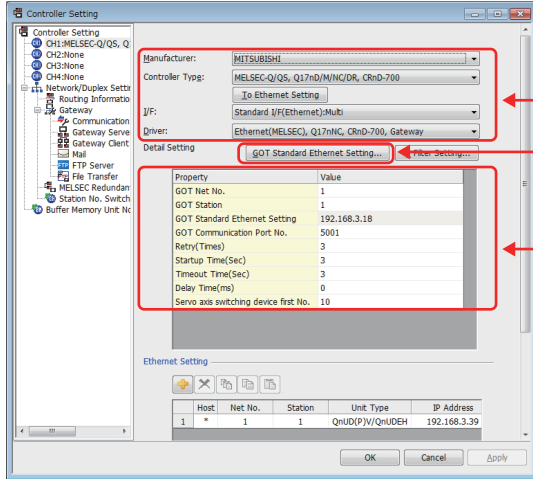 Controller Setting
Controller Setting
CH1:MELSEC-Q/QS, Q
CH2:None
CH3:None
CH4:None
Network/Duplex Settin
Routing Informatio
Gateway
Communication
Gateway Serve
Gateway Client
Mail
FTP Server
File Transfer
MELSEC Redundan
Station No. Switch
Buffer Memory Unit No
Manufacturer: MITSUBISHI
Controller Type: MELSEC-Q/QS, Q17nD/M/NC/DR, CRnD-700
To Ethernet Setting
I/F: Standard I/F(Ethernet):Multi
Driver: Ethernet(MELSEC), Q17nNC, CRnD-700, Gateway
Detail Setting GOT Standard Ethernet Setting... Filter Setting...
Property Value
GOT Net No. 1
GOT Station 1
GOT Standard Ethernet Setting 192.168.3.18
GOT Communication Port No. 5001
Retry(Times) 3
Startup Time(Sec) 3
Timeout Time(Sec) 3
Delay Time(ms) 0
Servo axis switching device first No. 10
Ethernet Setting
Host Net No. Station Unit Type IP Address
1 * 1 1 QnUD(P)V/QnUDEH 192.168.3.39
OK Cancel Apply